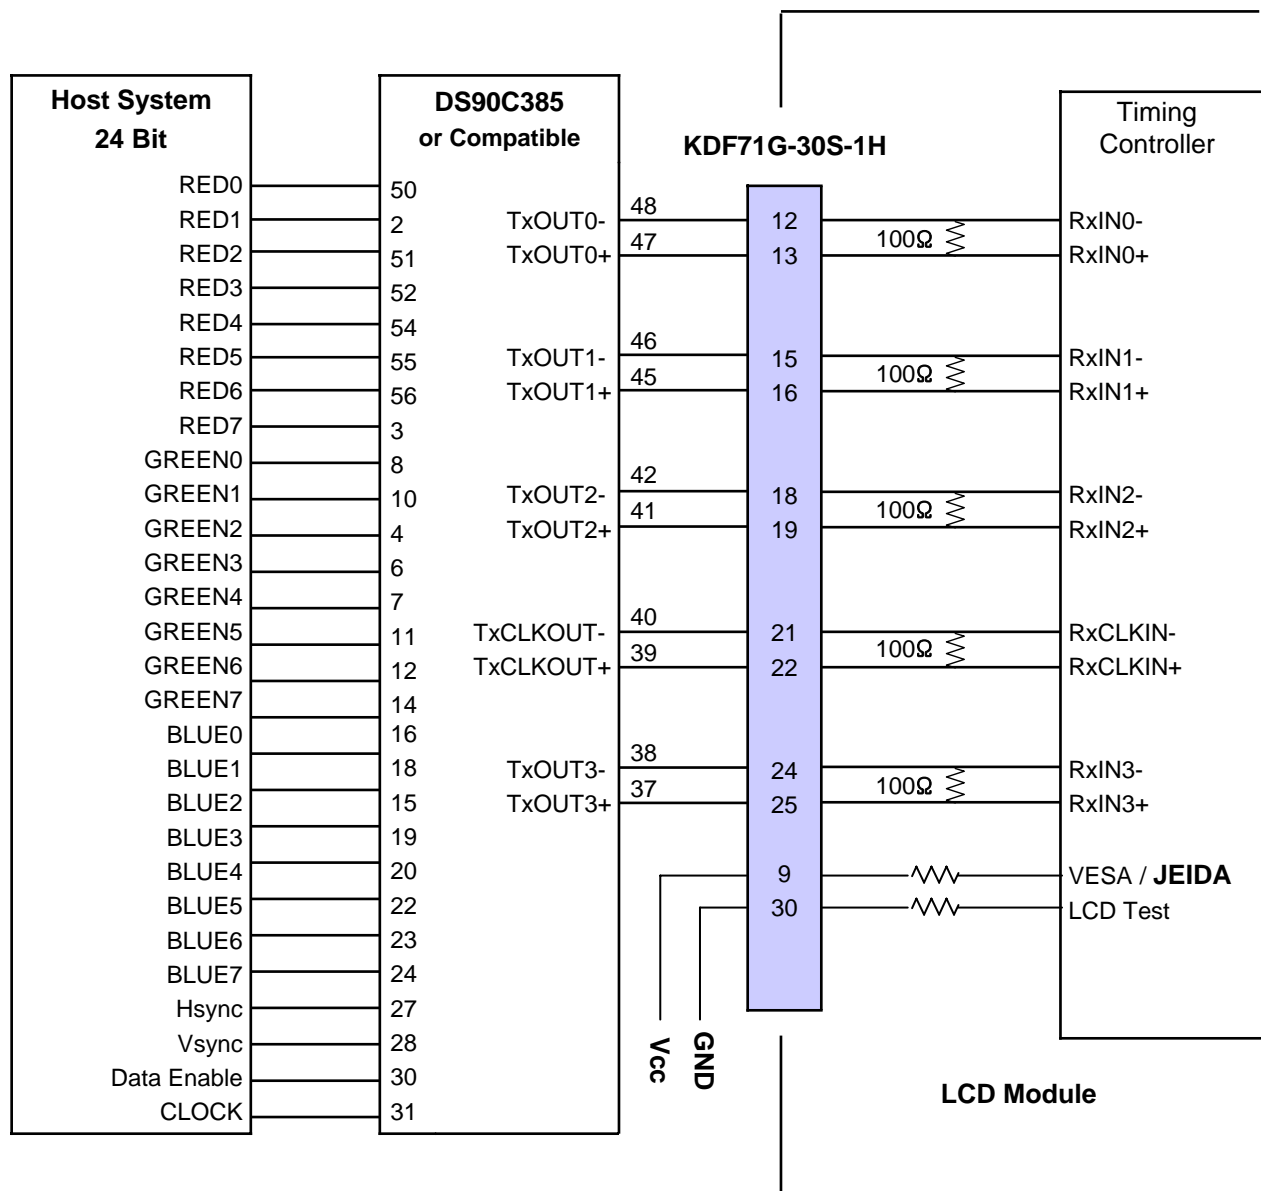 Host System
24 Bit
RED0
RED1
RED2
RED3
RED4
RED5
RED6
RED7
GREEN0
GREEN1
GREEN2
GREEN3
GREEN4
GREEN5
GREEN6
GREEN7
BLUE0
BLUE1
BLUE2
BLUE3
BLUE4
BLUE5
BLUE6
BLUE7
Hsync
Vsync
Data Enable
CLOCK
DS90C385
or Compatible
50
2
51
52
54
55
56
3
8
10
4
6
7
11
12
14
16
18
15
19
20
22
23
24
27
28
30
31
TxOUT0-
TxOUT0+
TxOUT1-
TxOUT1+
TxOUT2-
TxOUT2+
TxCLKOUT-
TxCLKOUT+
TxOUT3-
TxOUT3+
48
47
46
45
42
41
40
39
38
37
Vcc
GND
KDF71G-30S-1H
12
13
15
16
18
19
21
22
24
25
9
30
100Ω
100Ω
100Ω
100Ω
100Ω
Timing
Controller
RxIN0-
RxIN0+
RxIN1-
RxIN1+
RxIN2-
RxIN2+
RxCLKIN-
RxCLKIN+
RxIN3-
RxIN3+
VESA / JEIDA
LCD Test
LCD Module